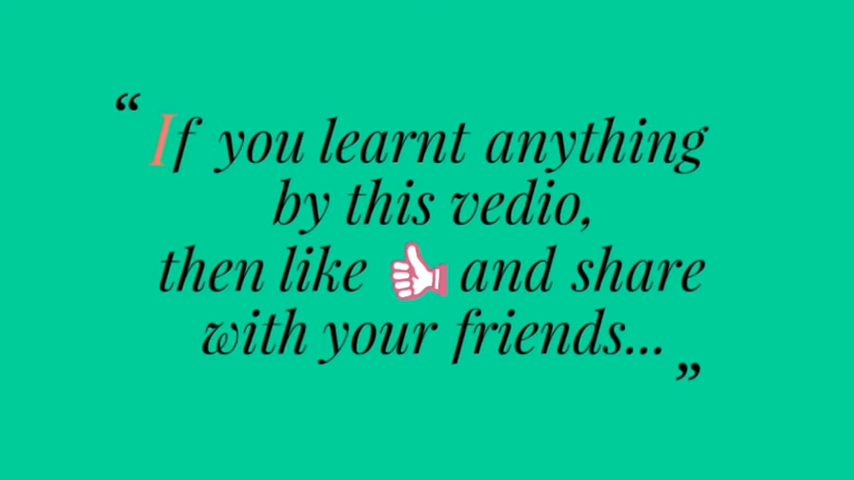 “ If you learnt anything
by this vedio,
then like 👍 and share
with your friends... ”